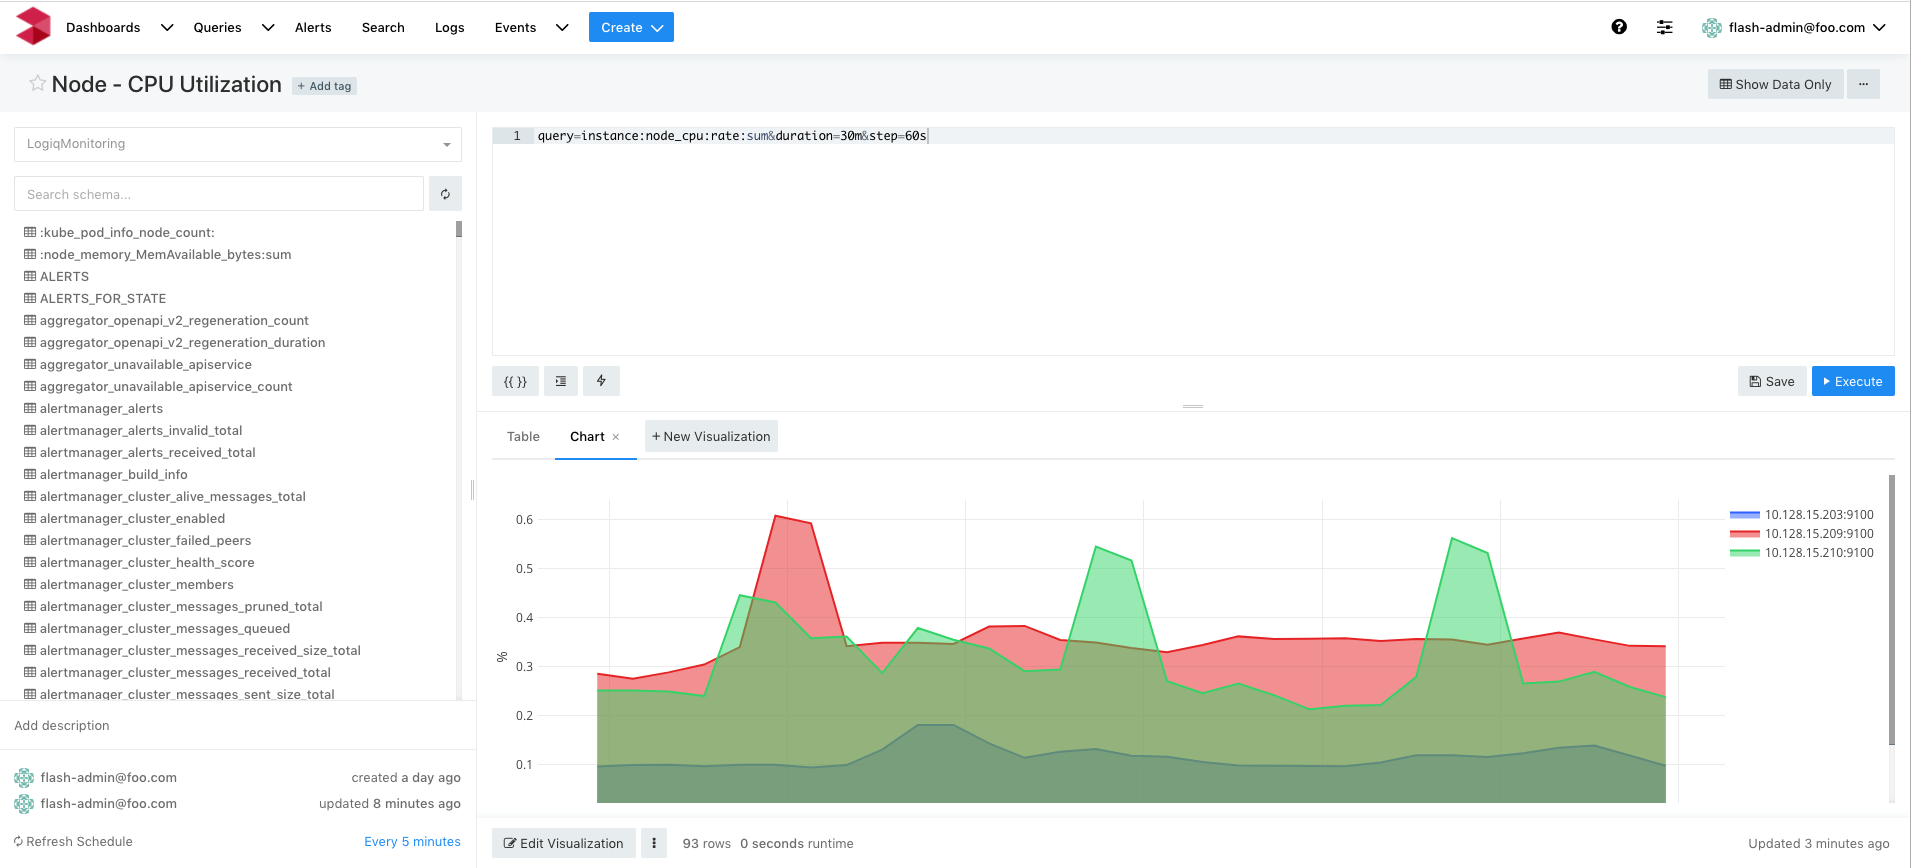 Dashboards Queries Alerts Search Logs Events Create flash-admin@foo.com
Node - CPU Utilization + Add tag Show Data Only ...
LogiqMonitoring
Search schema...
:kube_pod_info_node_count:
:node_memory_MemAvailable_bytes:sum
ALERTS
ALERTS_FOR_STATE
aggregator_openapi_v2_regeneration_count
aggregator_openapi_v2_regeneration_duration
aggregator_unavailable_apiservice
aggregator_unavailable_apiservice_count
alertmanager_alerts
alertmanager_alerts_invalid_total
alertmanager_alerts_received_total
alertmanager_build_info
alertmanager_cluster_alive_messages_total
alertmanager_cluster_enabled
alertmanager_cluster_failed_peers
alertmanager_cluster_health_score
alertmanager_cluster_members
alertmanager_cluster_messages_pruned_total
alertmanager_cluster_messages_queued
alertmanager_cluster_messages_received_size_total
alertmanager_cluster_messages_received_total
alertmanager_cluster_messages_sent_size_total
Add description
flash-admin@foo.com created a day ago
flash-admin@foo.com updated 8 minutes ago
Refresh Schedule Every 5 minutes
1 query=instance:node_cpu:rate:sum&duration=30m&step=60s
{{ }} Save Execute
Table Chart × + New Visualization
0.6
0.5
0.4
0.3
0.2
0.1
%
10.128.15.203:9100
10.128.15.209:9100
10.128.15.210:9100
Edit Visualization 93 rows 0 seconds runtime Updated 3 minutes ago